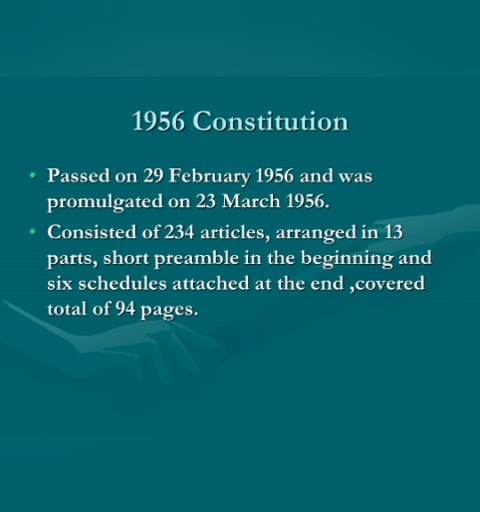 1956 Constitution
• Passed on 29 February 1956 and was
promulgated on 23 March 1956.
• Consisted of 234 articles, arranged in 13
parts, short preamble in the beginning and
six schedules attached at the end ,covered
total of 94 pages.